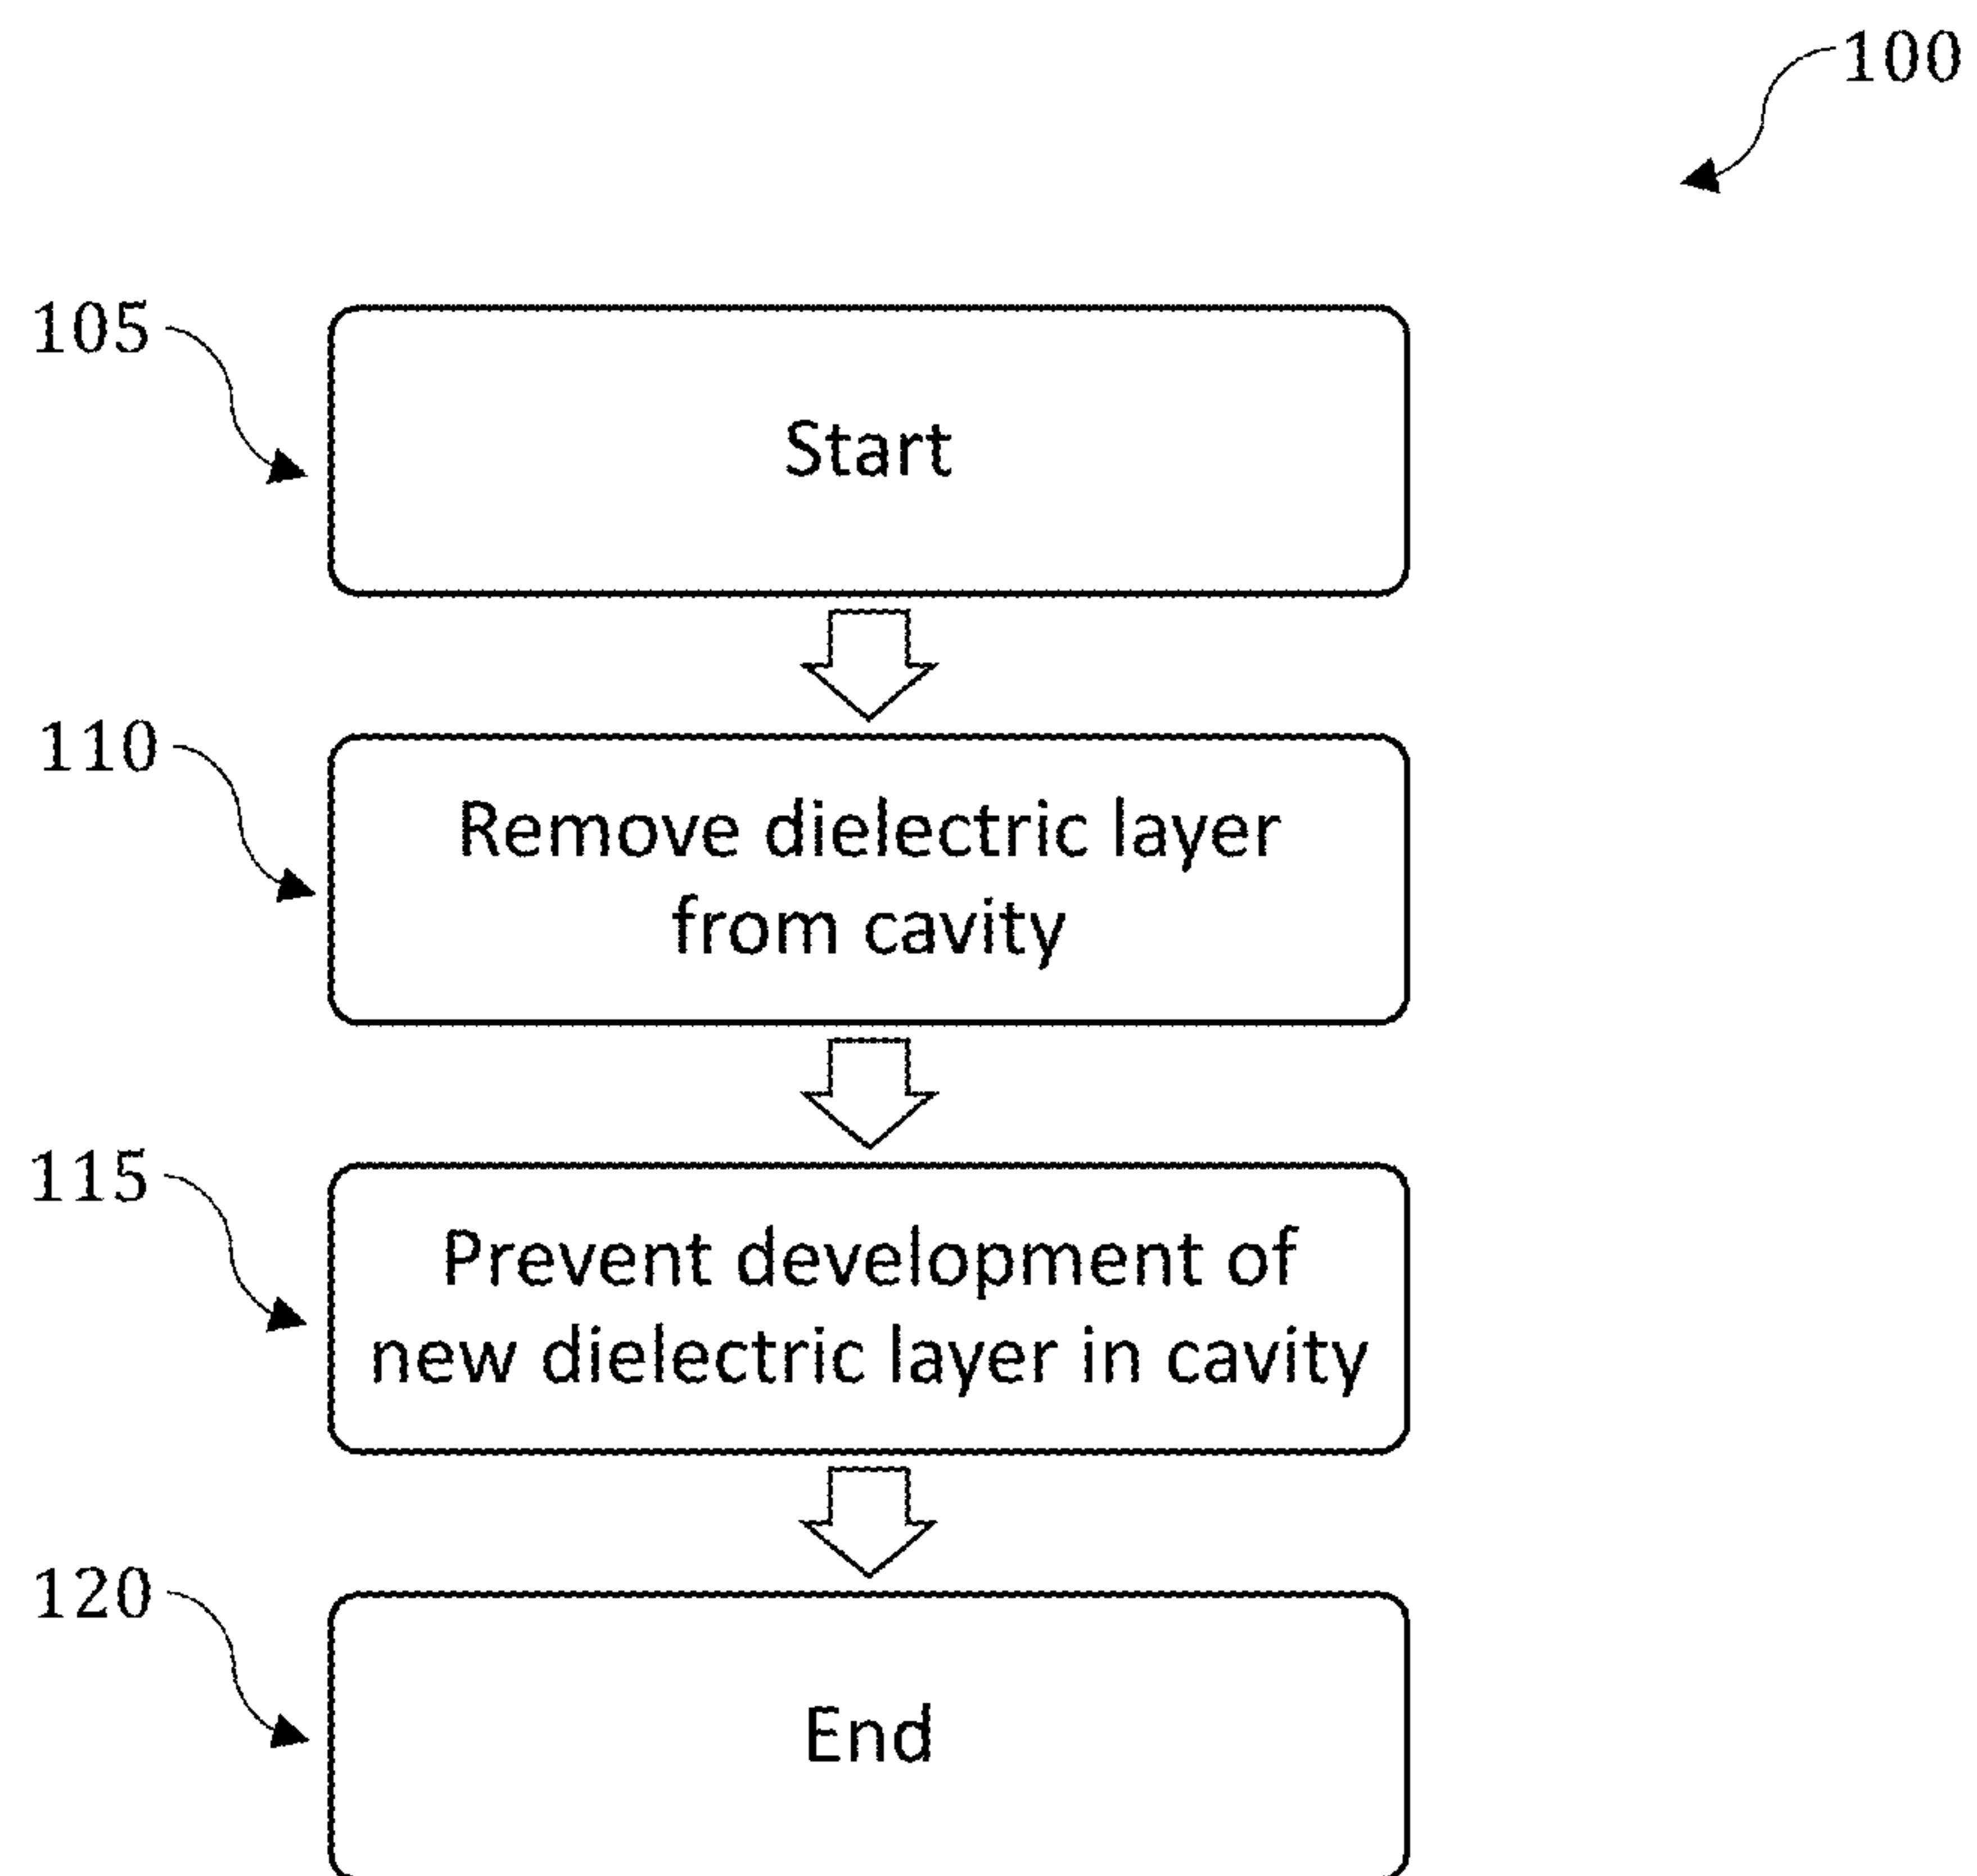 100
105
Start
110
Remove dielectric layer
from cavity
115
Prevent development of
new dielectric layer in cavity
120
End